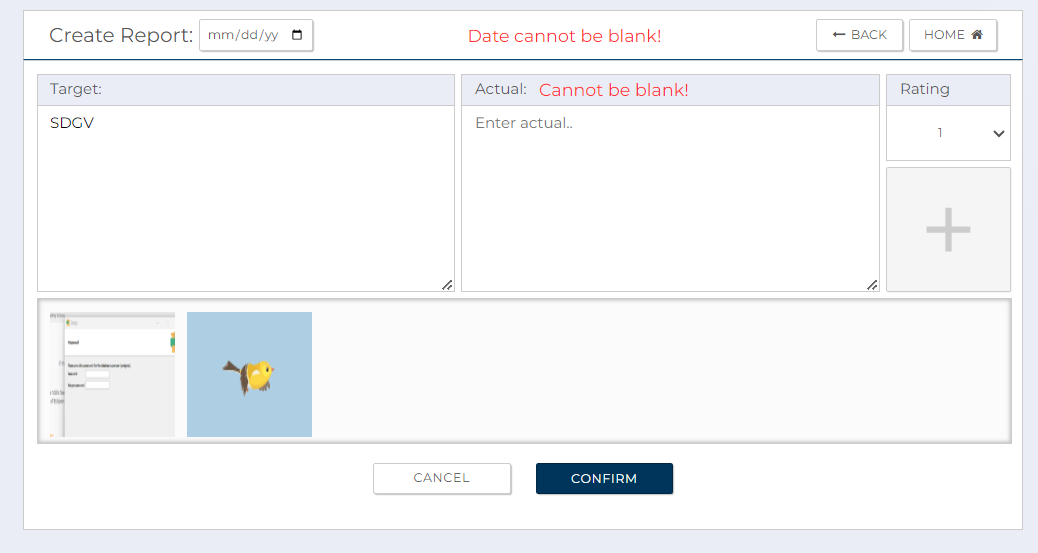 Create Report: mm/dd/yy Date cannot be blank! BACK HOME
Target: Actual: Cannot be blank! Rating
SDGV Enter actual.. 1
CANCEL CONFIRM